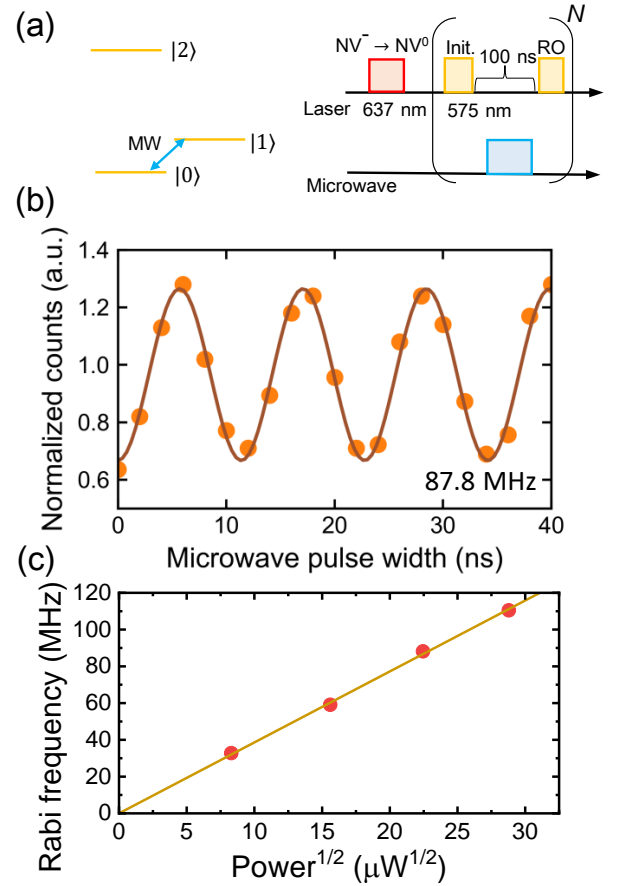 (a)
|2⟩
MW
|1⟩
|0⟩
N
NV⁻ → NV⁰
Init.
100 ns
RO
Laser
637 nm
575 nm
Microwave
(b)
Normalized counts (a.u.)
1.4
1.2
1.0
0.8
0.6
87.8 MHz
0
10
20
30
40
Microwave pulse width (ns)
(c)
Rabi frequency (MHz)
120
100
80
60
40
20
0
0
5
10
15
20
25
30
Power^1/2 (μW^1/2)